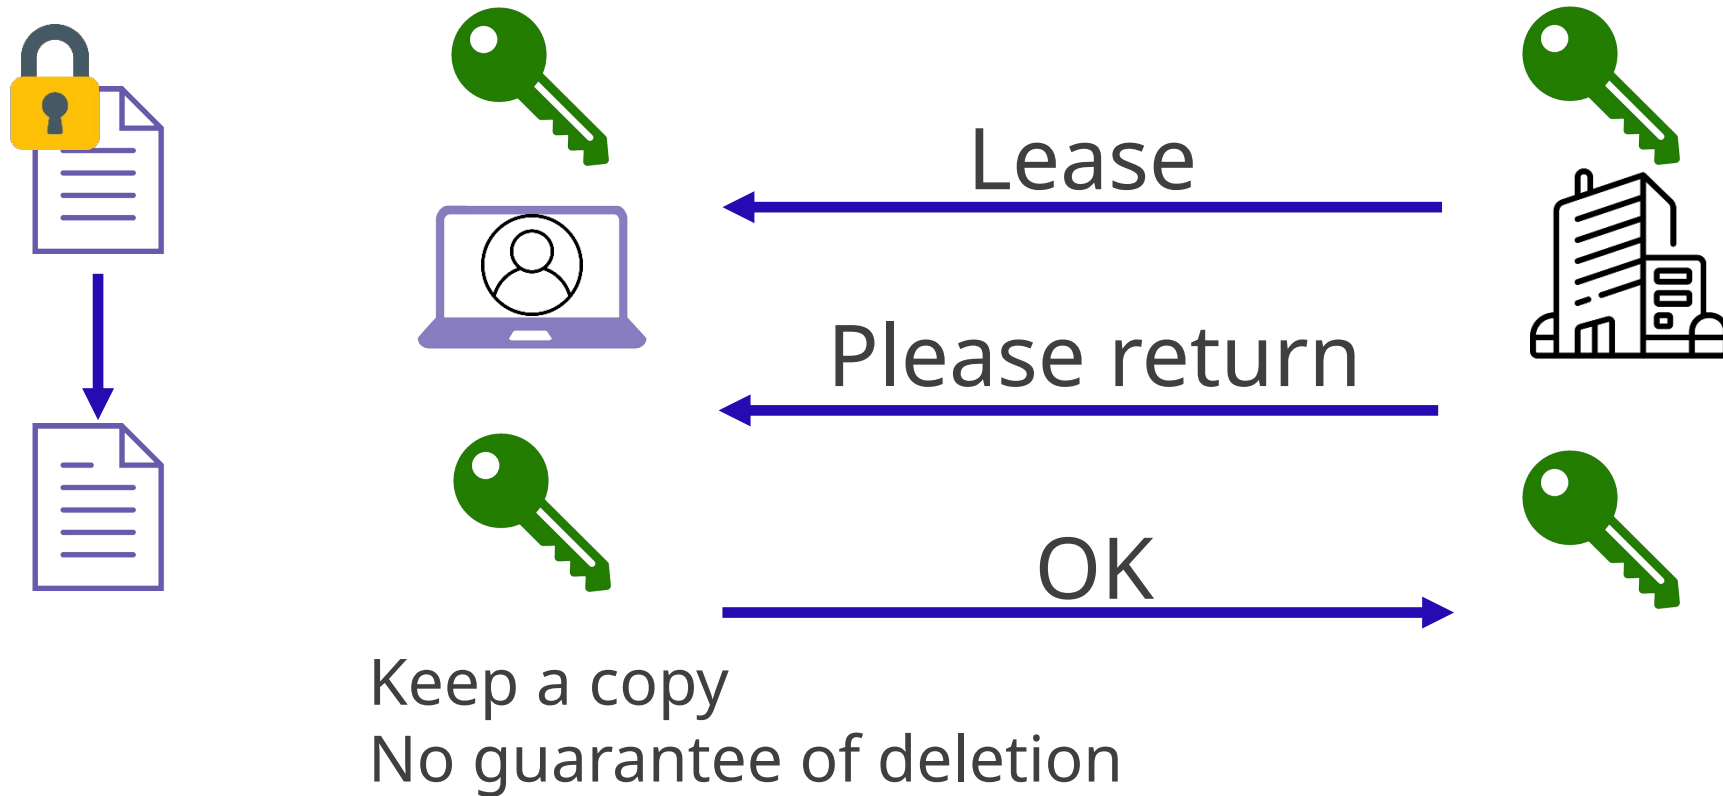 Lease
Please return
OK
Keep a copy
No guarantee of deletion